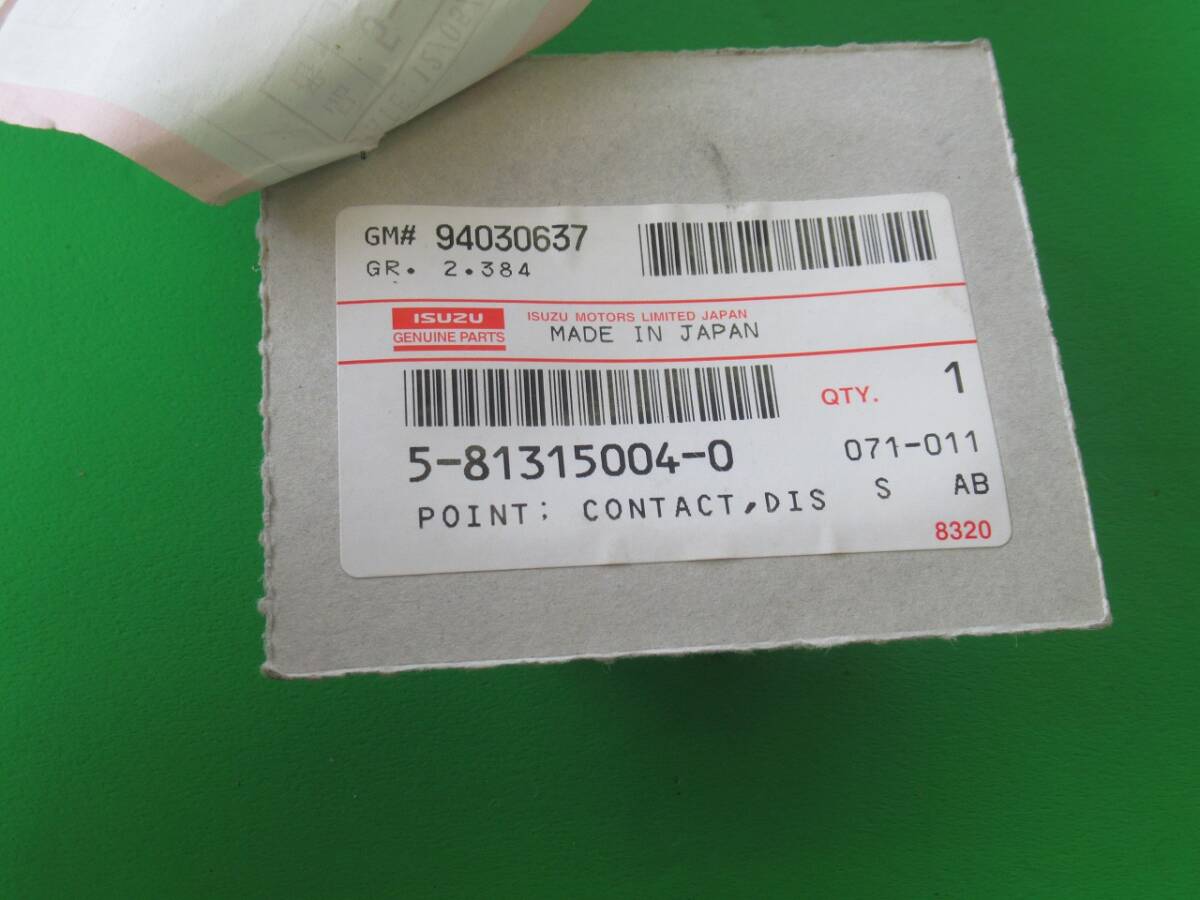 GM# 94030637
GR. 2.384
ISUZU
GENUINE PARTS
ISUZU MOTORS LIMITED JAPAN
MADE IN JAPAN
QTY. 1
5-81315004-0
071-011
POINT; CONTACT,DIS
S AB
8320